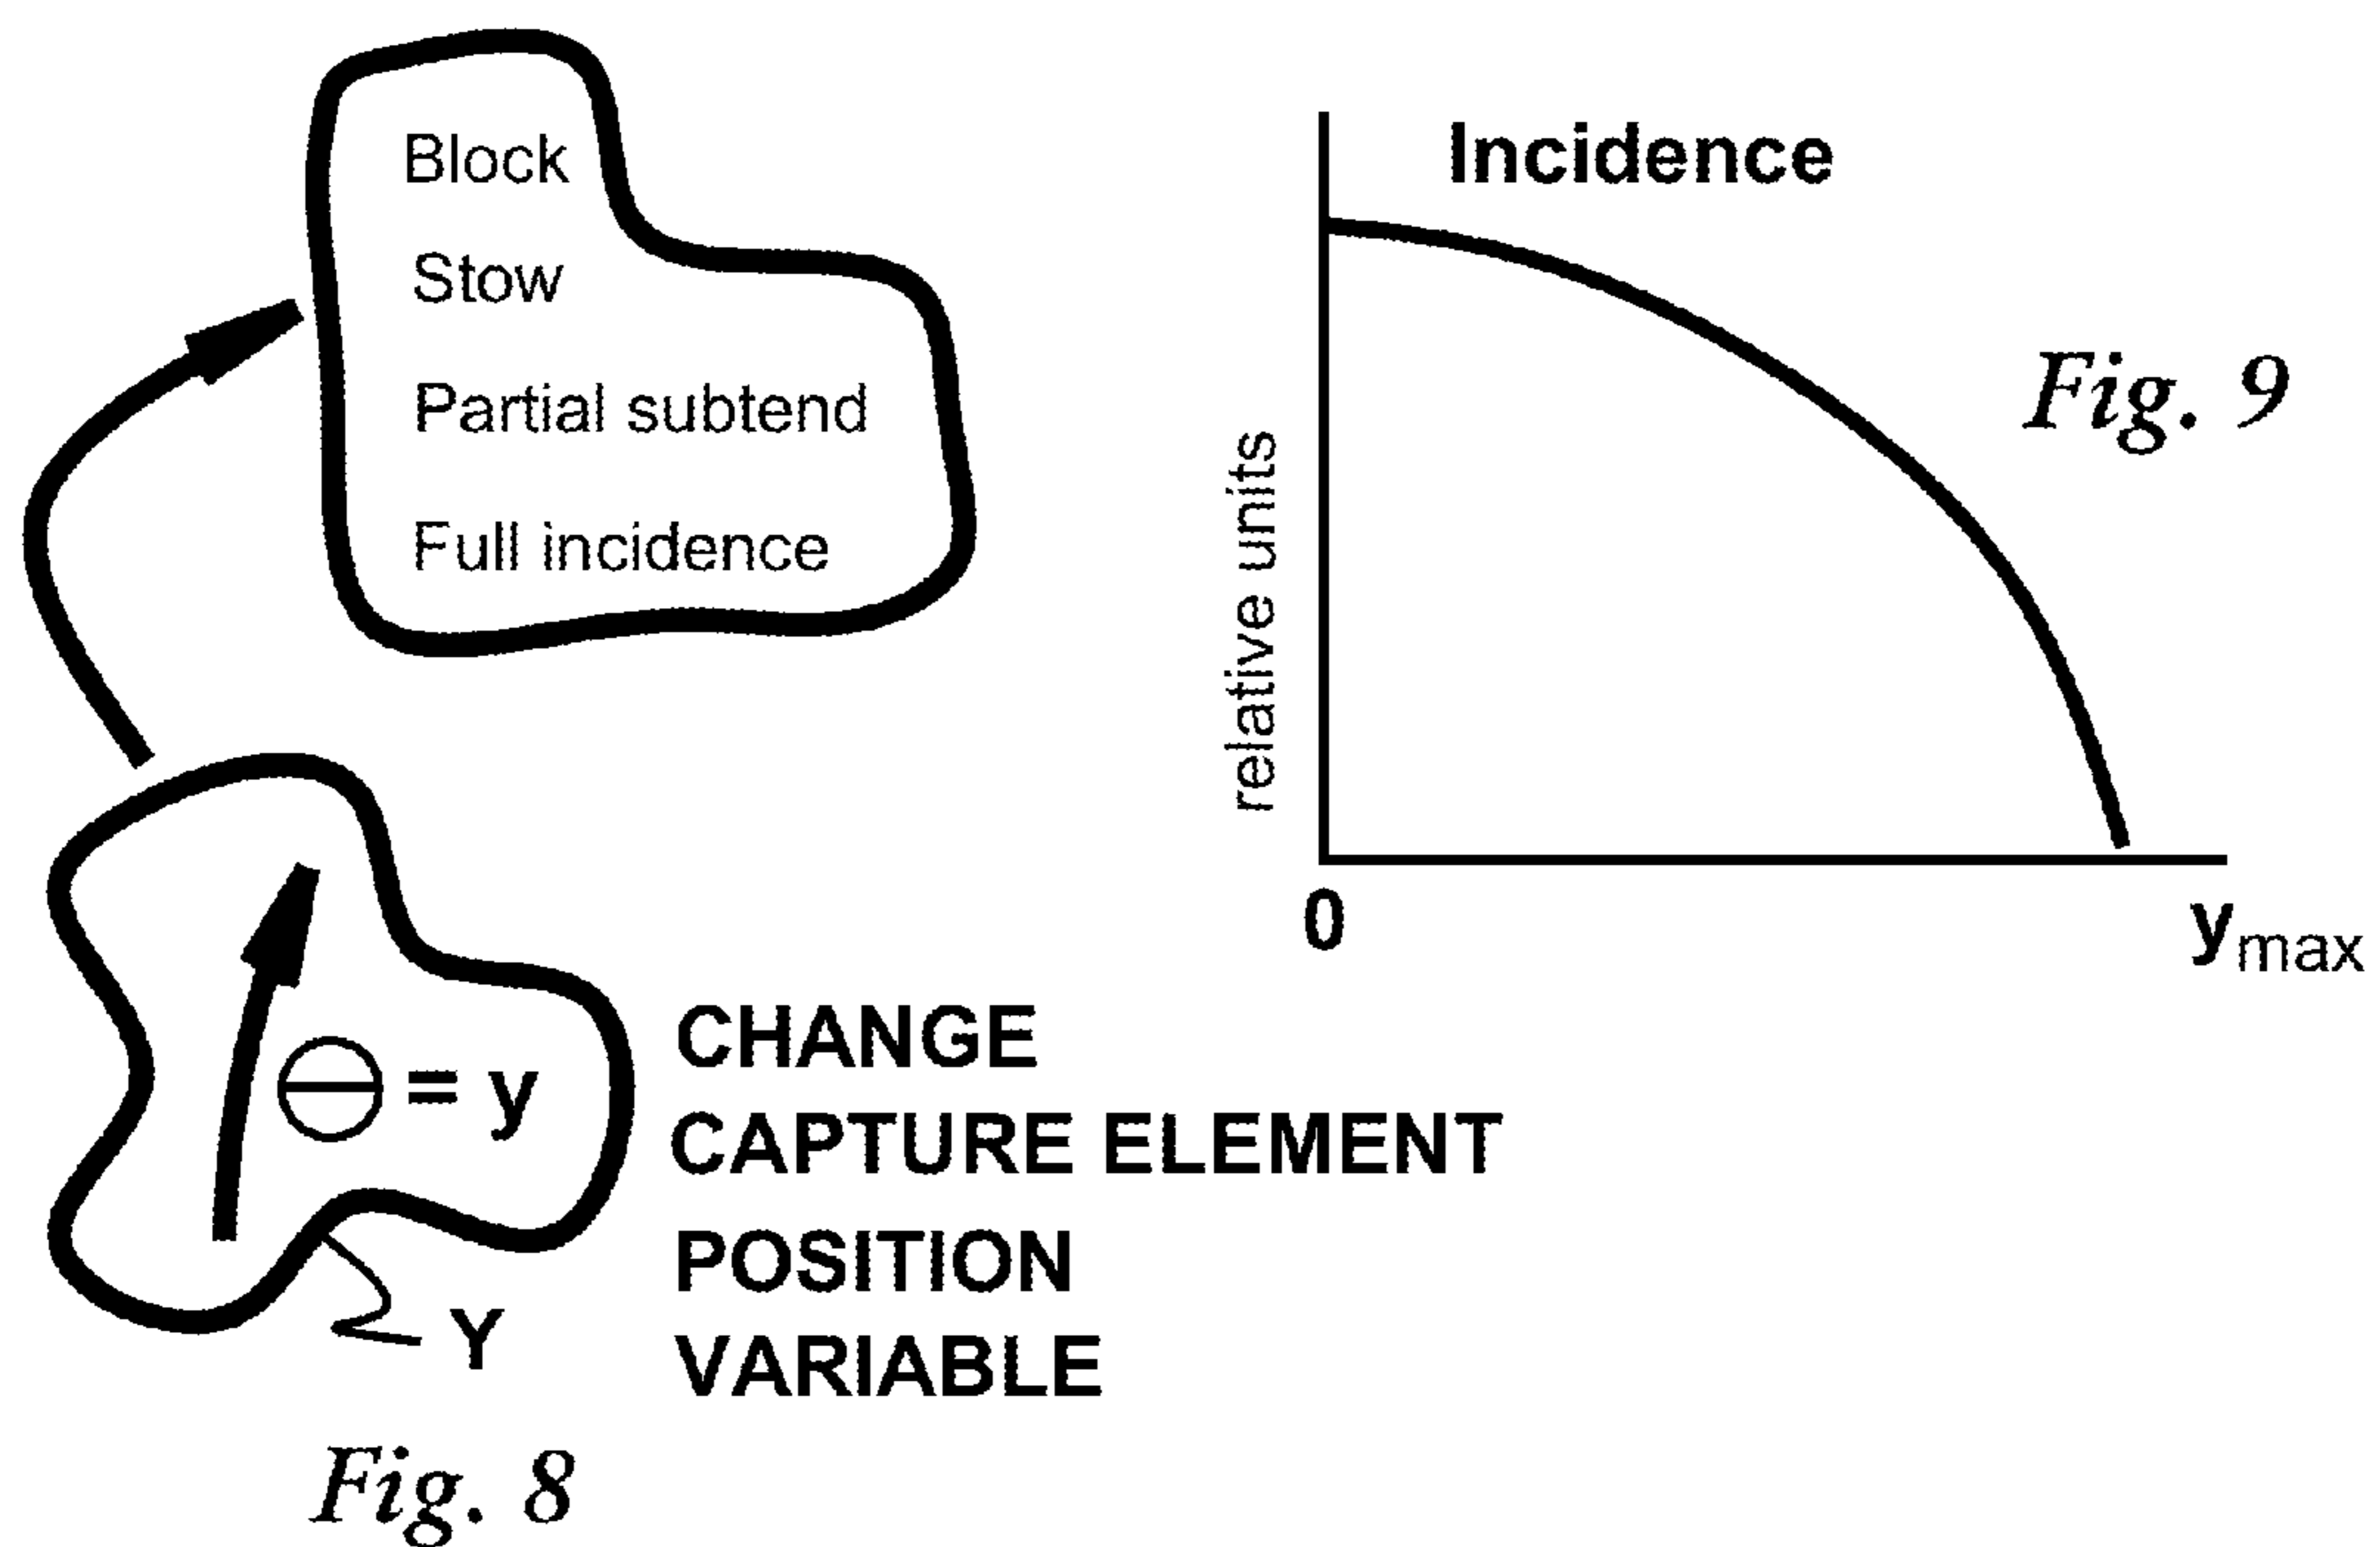 Block
Stow
Partial subtend
Full incidence
Incidence
relative units
Fig. 9
0
ymax
Θ = y
CHANGE
CAPTURE ELEMENT
POSITION
VARIABLE
Y
Fig. 8